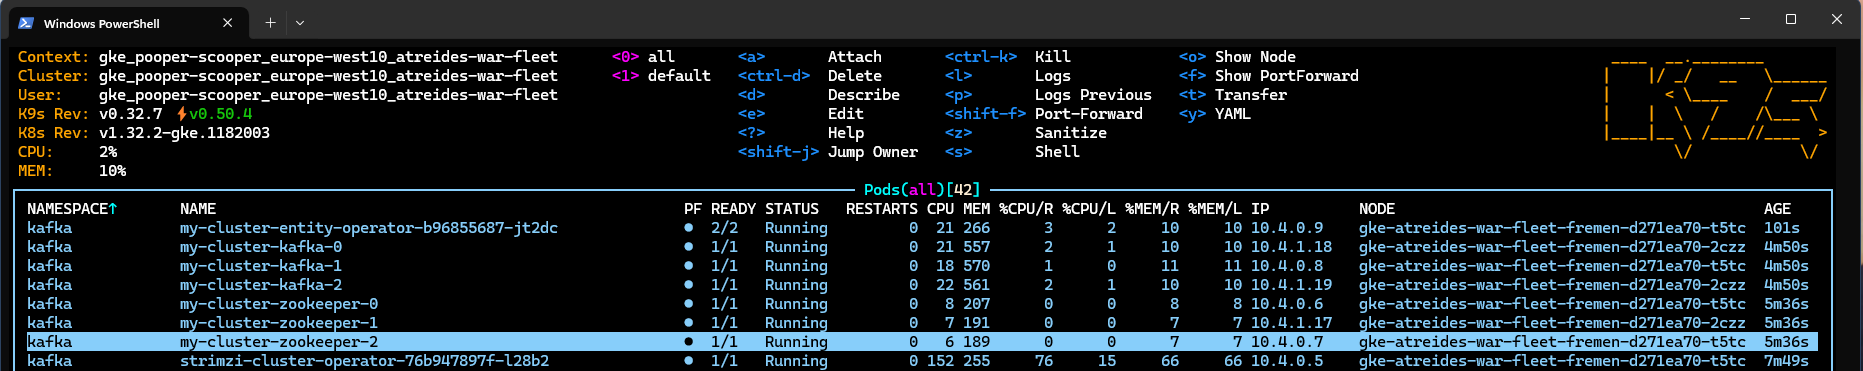 Windows PowerShell
Context: gke_pooper-scooper_europe-west10_atreides-war-fleet <0> all <a> Attach <ctrl-k> Kill <o> Show Node
Cluster: gke_pooper-scooper_europe-west10_atreides-war-fleet <1> default <ctrl-d> Delete <l> Logs <f> Show PortForward
User: gke_pooper-scooper_europe-west10_atreides-war-fleet <d> Describe <p> Logs Previous <t> Transfer
K9s Rev: v0.32.7 ⚡v0.50.4 <e> Edit <shift-f> Port-Forward <y> YAML
K8s Rev: v1.32.2-gke.1182003 <?> Help <z> Sanitize
CPU: 2% <shift-j> Jump Owner <s> Shell
MEM: 10%
Pods(all)[42]
NAMESPACE↑ NAME PF READY STATUS RESTARTS CPU MEM %CPU/R %CPU/L %MEM/R %MEM/L IP NODE AGE
kafka my-cluster-entity-operator-b96855687-jt2dc ● 2/2 Running 0 21 266 3 2 10 10 10.4.0.9 gke-atreides-war-fleet-fremen-d271ea70-t5tc 101s
kafka my-cluster-kafka-0 ● 1/1 Running 0 21 557 2 1 10 10 10.4.1.18 gke-atreides-war-fleet-fremen-d271ea70-2czz 4m50s
kafka my-cluster-kafka-1 ● 1/1 Running 0 18 570 1 0 11 11 10.4.0.8 gke-atreides-war-fleet-fremen-d271ea70-t5tc 4m50s
kafka my-cluster-kafka-2 ● 1/1 Running 0 22 561 2 1 10 10 10.4.1.19 gke-atreides-war-fleet-fremen-d271ea70-2czz 4m50s
kafka my-cluster-zookeeper-0 ● 1/1 Running 0 8 207 0 0 8 8 10.4.0.6 gke-atreides-war-fleet-fremen-d271ea70-t5tc 5m36s
kafka my-cluster-zookeeper-1 ● 1/1 Running 0 7 191 0 0 7 7 10.4.1.17 gke-atreides-war-fleet-fremen-d271ea70-2czz 5m36s
kafka my-cluster-zookeeper-2 ● 1/1 Running 0 6 189 0 0 7 7 10.4.0.7 gke-atreides-war-fleet-fremen-d271ea70-t5tc 5m36s
kafka strimzi-cluster-operator-76b947897f-l28b2 ● 1/1 Running 0 152 255 76 15 66 66 10.4.0.5 gke-atreides-war-fleet-fremen-d271ea70-t5tc 7m49s